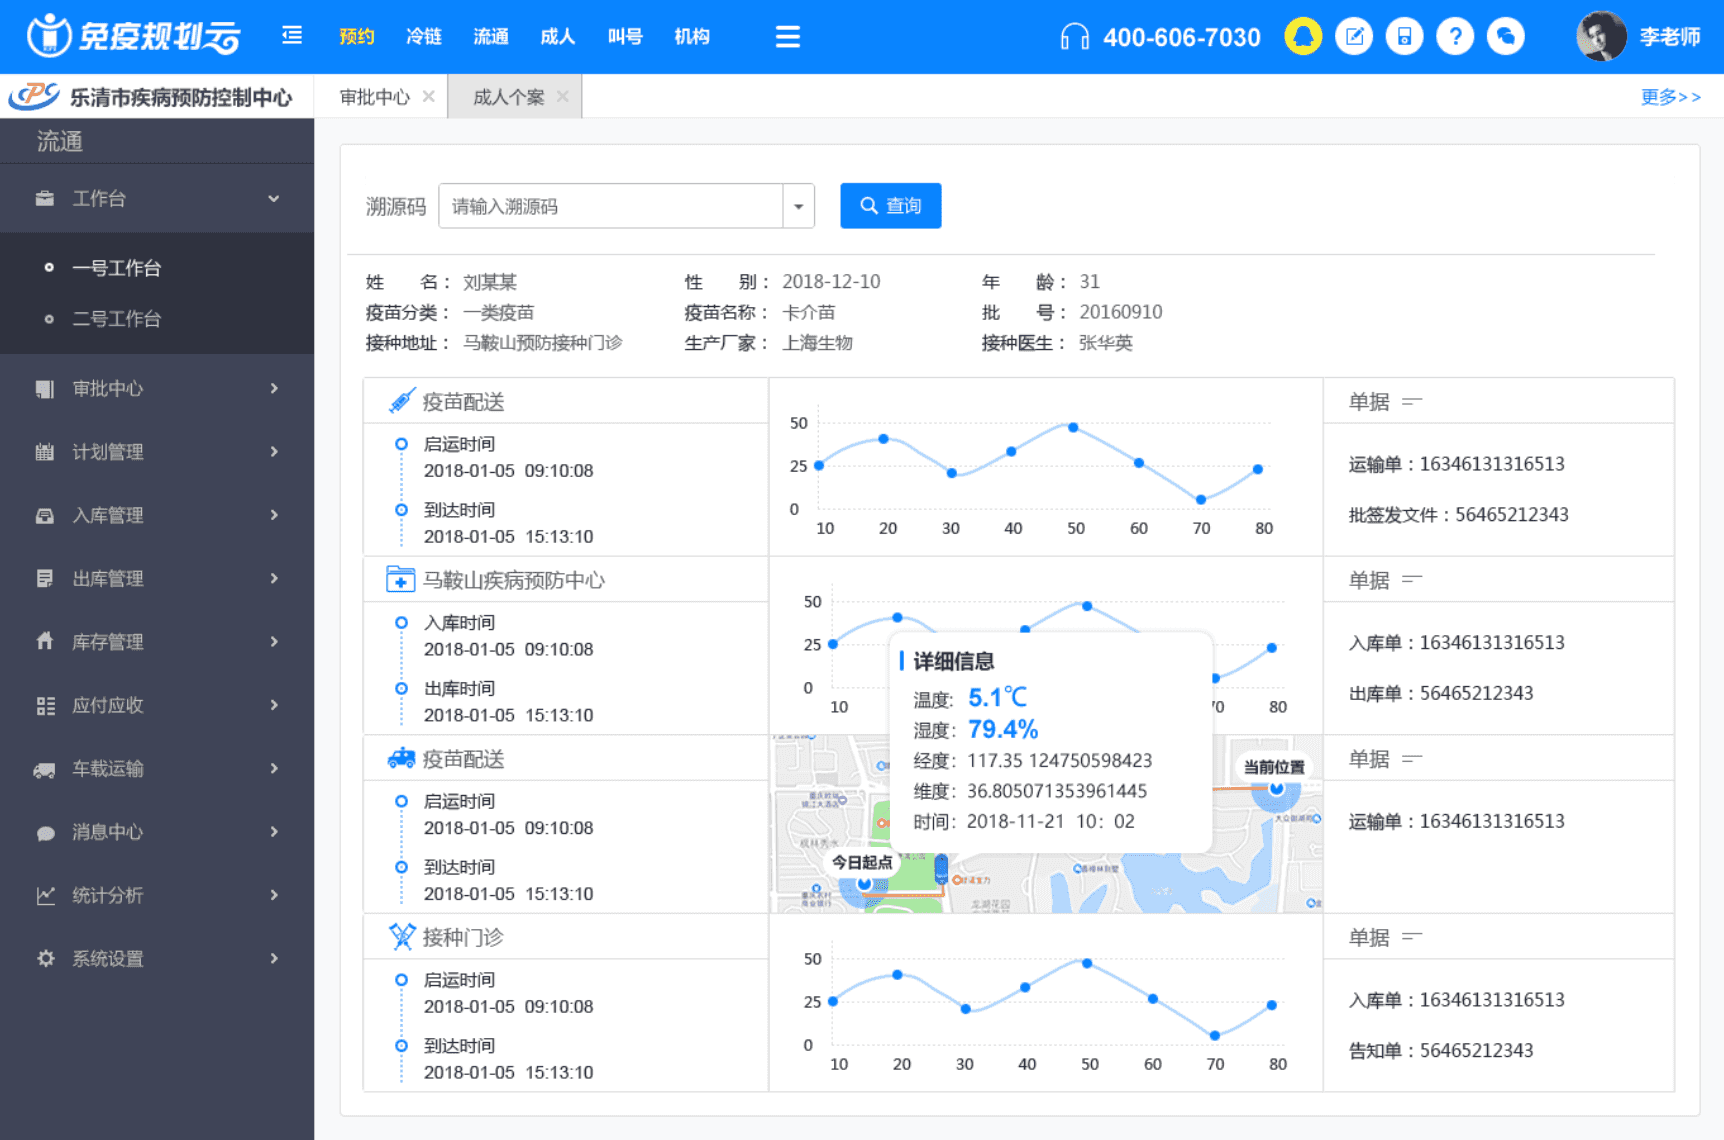 免疫规划云
预约 冷链 流通 成人 叫号 机构
400-606-7030
李老师
乐清市疾病预防控制中心
审批中心 成人个案
更多>>
流通
工作台
一号工作台
二号工作台
审批中心
计划管理
入库管理
出库管理
库存管理
应付应收
车载运输
消息中心
统计分析
系统设置
溯源码 请输入溯源码 查询
姓 名： 刘某某 性 别： 2018-12-10 年 龄： 31
疫苗分类： 一类疫苗 疫苗名称： 卡介苗 批 号： 20160910
接种地址： 马鞍山预防接种门诊 生产厂家： 上海生物 接种医生： 张华英
疫苗配送
启运时间
2018-01-05 09:10:08
到达时间
2018-01-05 15:13:10
50
25
0
10 20 30 40 50 60 70 80
单据
运输单：16346131316513
批签发文件：56465212343
马鞍山疾病预防中心
入库时间
2018-01-05 09:10:08
出库时间
2018-01-05 15:13:10
50
25
0
10 70 80
单据
入库单：16346131316513
出库单：56465212343
详细信息
温度: 5.1℃
湿度: 79.4%
经度: 117.35 124750598423
维度: 36.805071353961445
时间: 2018-11-21 10: 02
疫苗配送
启运时间
2018-01-05 09:10:08
到达时间
2018-01-05 15:13:10
当前位置
今日起点
龙湖花园
单据
运输单：16346131316513
接种门诊
启运时间
2018-01-05 09:10:08
到达时间
2018-01-05 15:13:10
50
25
0
10 20 30 40 50 60 70 80
单据
入库单：16346131316513
告知单：56465212343